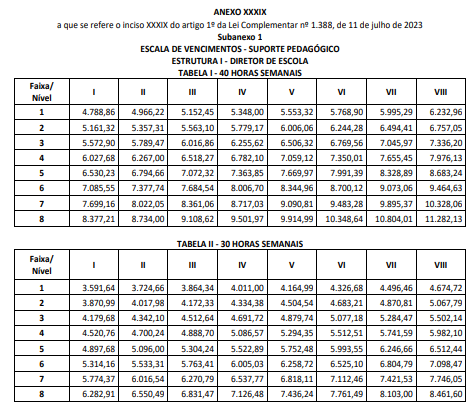 ANEXO XXXIX
a que se refere o inciso XXXIX do artigo 1º da Lei Complementar nº 1.388, de 11 de julho de 2023
Subanexo 1
ESCALA DE VENCIMENTOS - SUPORTE PEDAGÓGICO
ESTRUTURA I - DIRETOR DE ESCOLA
TABELA I - 40 HORAS SEMANAIS
Faixa/ Nível I II III IV V VI VII VIII
1 4.788,86 4.966,22 5.152,45 5.348,00 5.553,32 5.768,90 5.995,29 6.232,96
2 5.161,32 5.357,31 5.563,10 5.779,17 6.006,06 6.244,28 6.494,41 6.757,05
3 5.572,90 5.789,47 6.016,86 6.255,62 6.506,32 6.769,56 7.045,97 7.336,20
4 6.027,68 6.267,00 6.518,27 6.782,10 7.059,12 7.350,01 7.655,45 7.976,13
5 6.530,23 6.794,66 7.072,32 7.363,85 7.669,97 7.991,39 8.328,89 8.683,24
6 7.085,55 7.377,74 7.684,54 8.006,70 8.344,96 8.700,12 9.073,06 9.464,63
7 7.699,16 8.022,05 8.361,06 8.717,03 9.090,81 9.483,28 9.895,37 10.328,06
8 8.377,21 8.734,00 9.108,62 9.501,97 9.914,99 10.348,64 10.804,01 11.282,13
TABELA II - 30 HORAS SEMANAIS
Faixa/ Nível I II III IV V VI VII VIII
1 3.591,64 3.724,66 3.864,34 4.011,00 4.164,99 4.326,68 4.496,46 4.674,72
2 3.870,99 4.017,98 4.172,33 4.334,38 4.504,54 4.683,21 4.870,81 5.067,79
3 4.179,68 4.342,10 4.512,64 4.691,72 4.879,74 5.077,18 5.284,47 5.502,14
4 4.520,76 4.700,24 4.888,70 5.086,57 5.294,35 5.512,51 5.741,59 5.982,10
5 4.897,68 5.096,00 5.304,24 5.522,89 5.752,48 5.993,55 6.246,66 6.512,44
6 5.314,16 5.533,31 5.763,41 6.005,03 6.258,72 6.525,10 6.804,79 7.098,47
7 5.774,37 6.016,54 6.270,79 6.537,77 6.818,11 7.112,46 7.421,53 7.746,05
8 6.282,91 6.550,49 6.831,47 7.126,48 7.436,24 7.761,49 8.103,00 8.461,60